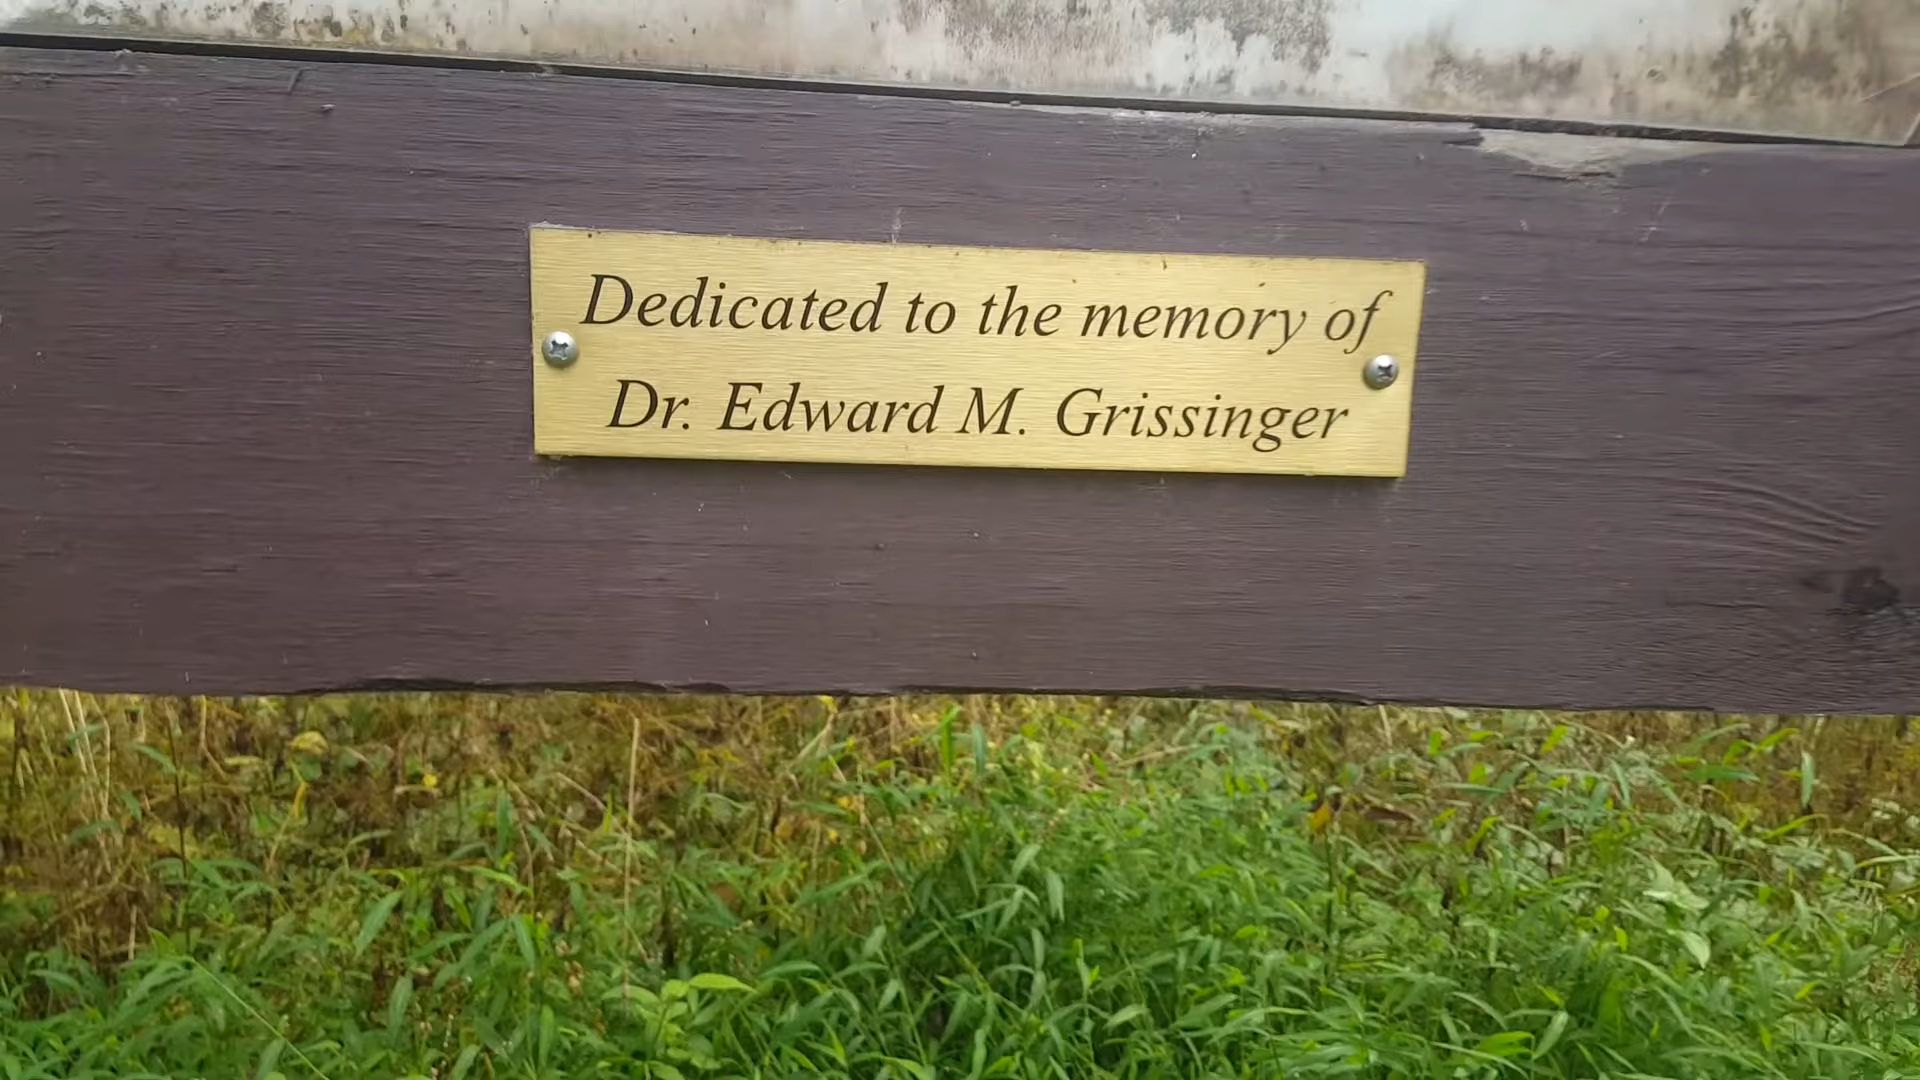 Dedicated to the memory of
Dr. Edward M. Grissinger